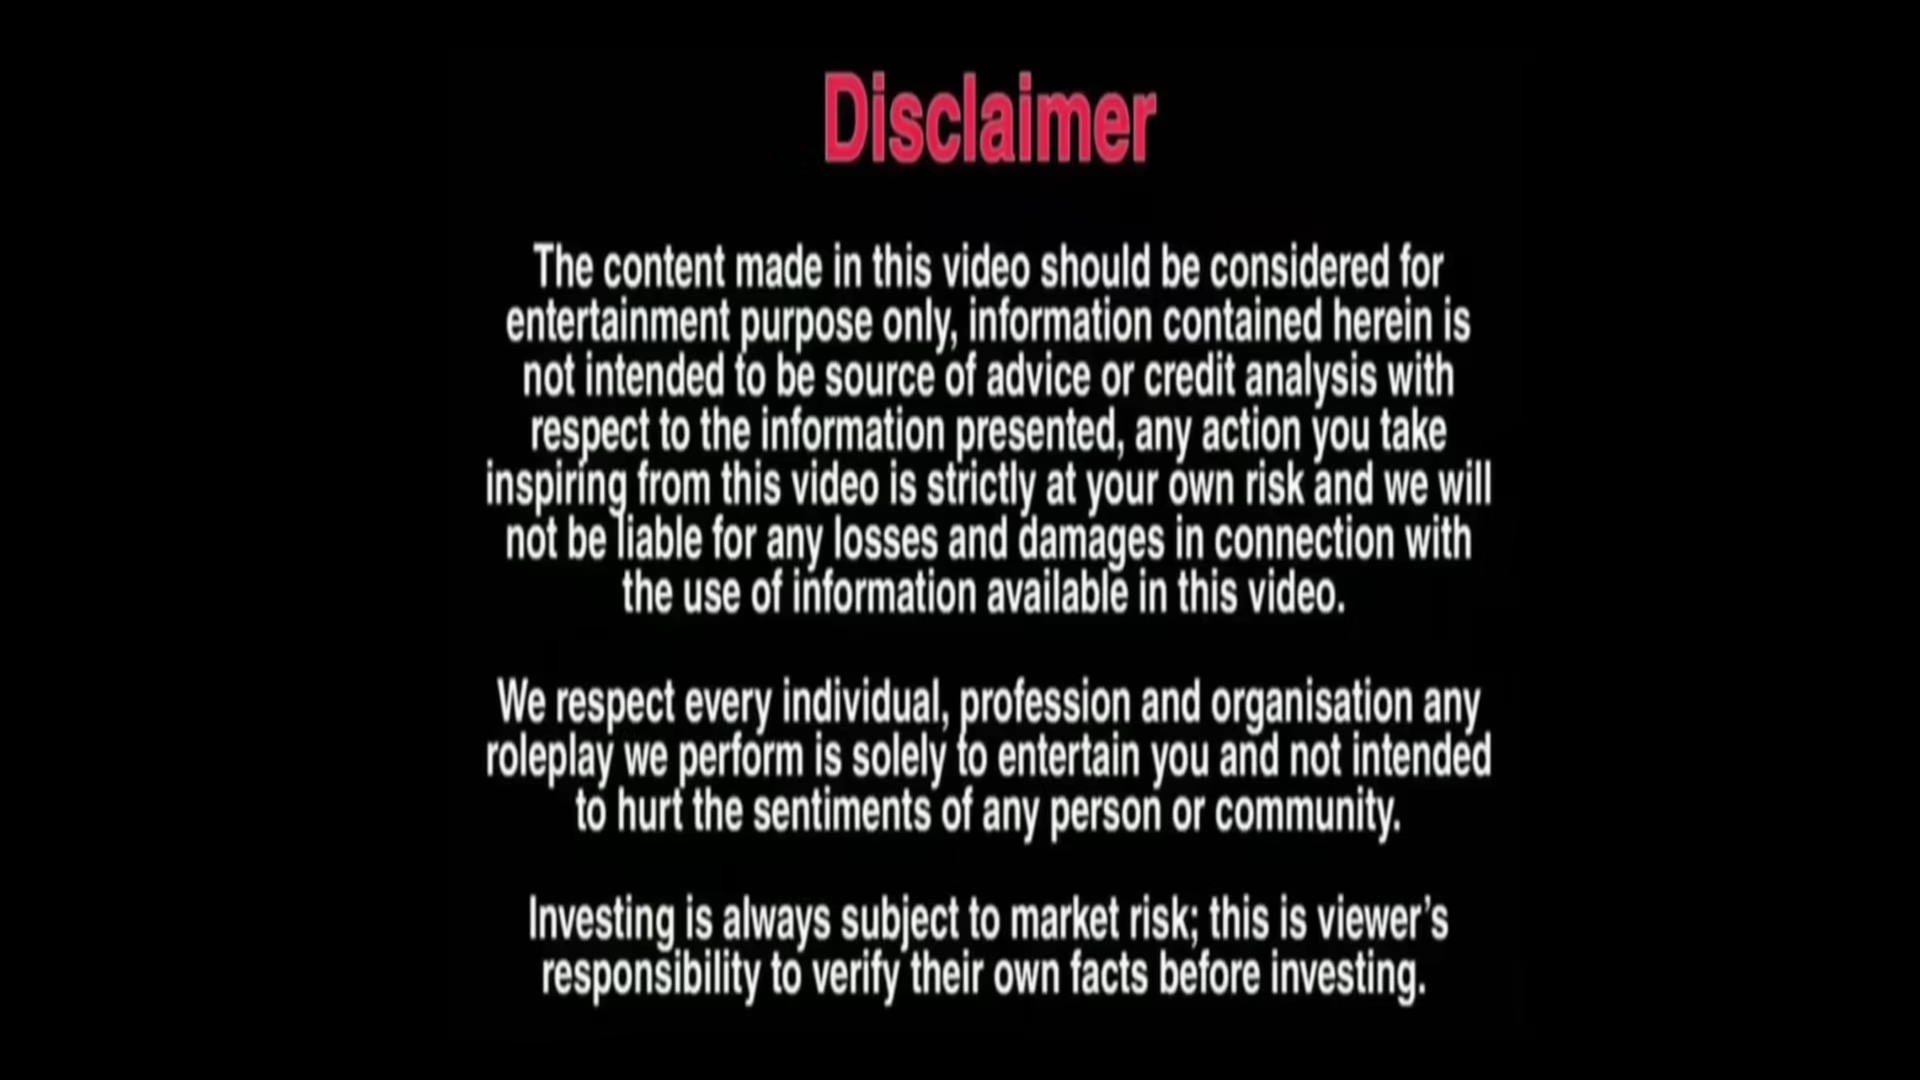 Disclaimer
The content made in this video should be considered for
entertainment purpose only, information contained herein is
not intended to be source of advice or credit analysis with
respect to the information presented, any action you take
inspiring from this video is strictly at your own risk and we will
not be liable for any losses and damages in connection with
the use of information available in this video.
We respect every individual, profession and organisation any
roleplay we perform is solely to entertain you and not intended
to hurt the sentiments of any person or community.
Investing is always subject to market risk; this is viewer’s
responsibility to verify their own facts before investing.